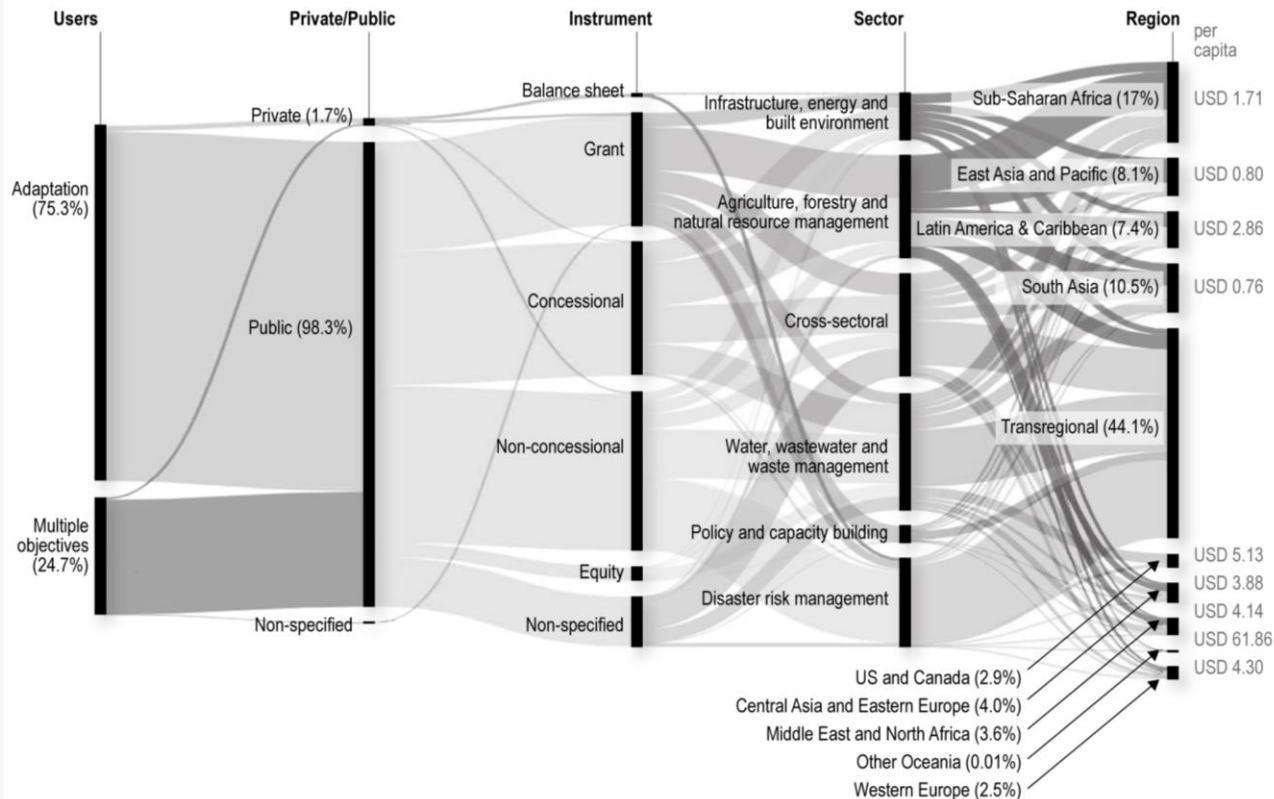 Users
Private/Public
Instrument
Sector
Region
per
capita
Adaptation
(75.3%)
Multiple
objectives
(24.7%)
Private (1.7%)
Public (98.3%)
Non-specified
Balance sheet
Grant
Concessional
Non-concessional
Equity
Non-specified
Infrastructure, energy and
built environment
Agriculture, forestry and
natural resource management
Cross-sectoral
Water, wastewater and
waste management
Policy and capacity building
Disaster risk management
Sub-Saharan Africa (17%)
East Asia and Pacific (8.1%)
Latin America & Caribbean (7.4%)
South Asia (10.5%)
Transregional (44.1%)
US and Canada (2.9%)
Central Asia and Eastern Europe (4.0%)
Middle East and North Africa (3.6%)
Other Oceania (0.01%)
Western Europe (2.5%)
USD 1.71
USD 0.80
USD 2.86
USD 0.76
USD 5.13
USD 3.88
USD 4.14
USD 61.86
USD 4.30